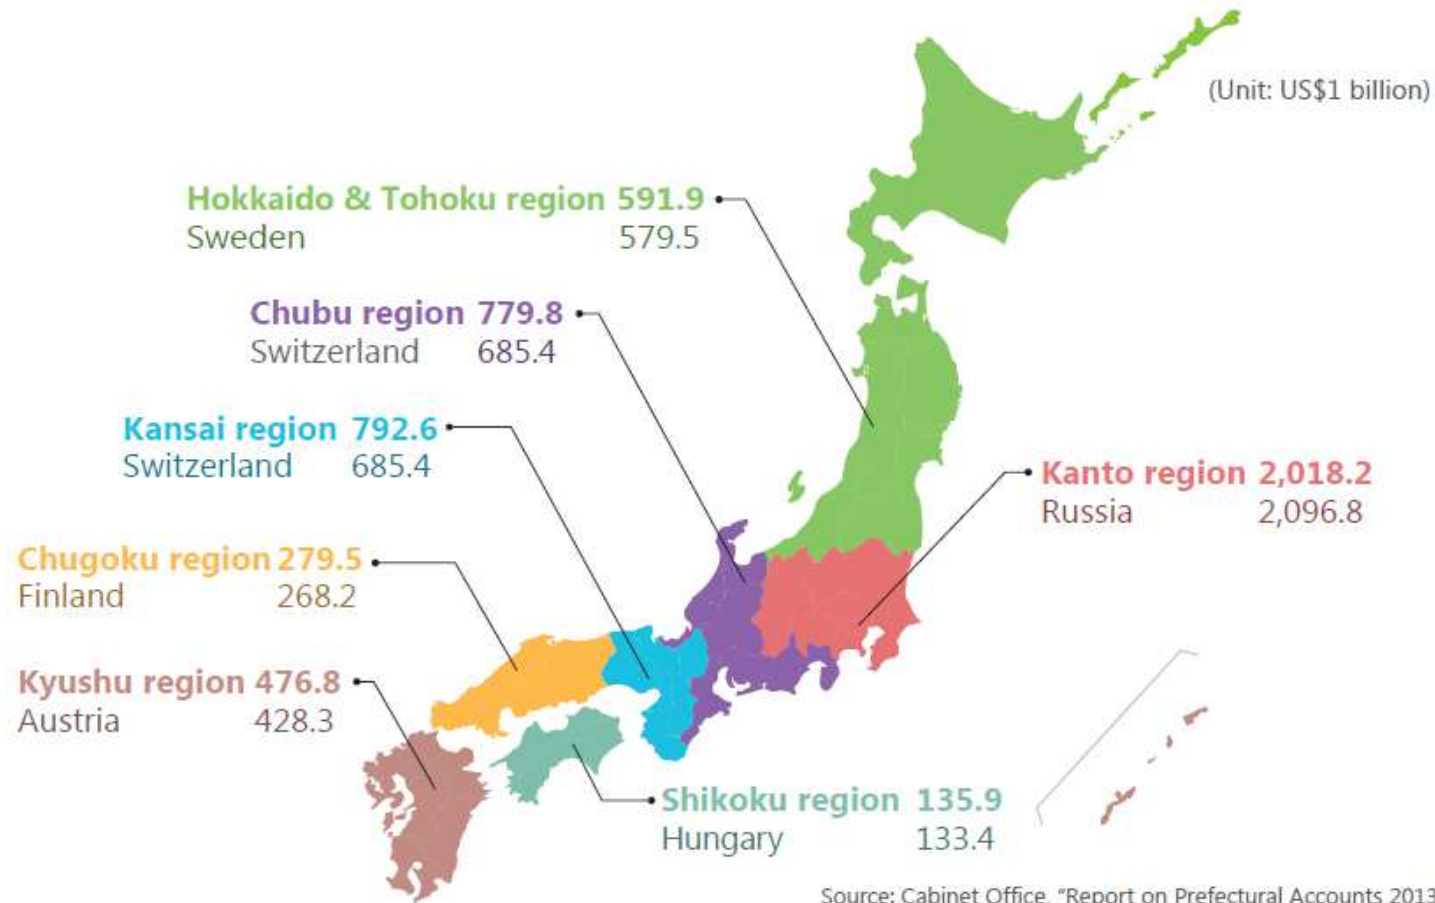 (Unit: US$1 billion)
Hokkaido & Tohoku region 591.9
Sweden 579.5
Chubu region 779.8
Switzerland 685.4
Kansai region 792.6
Switzerland 685.4
Kanto region 2,018.2
Russia 2,096.8
Chugoku region 279.5
Finland 268.2
Kyushu region 476.8
Austria 428.3
Shikoku region 135.9
Hungary 133.4
Source: Cabinet Office, "Report on Prefectural Accounts 2013